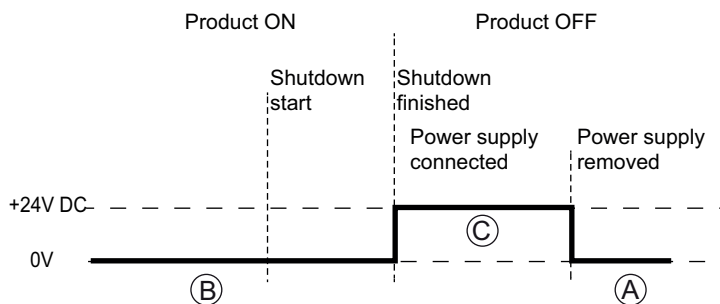 Product ON
Product OFF
Shutdown
start
Shutdown
finished
Power supply
connected
Power supply
removed
+24V DC
0V
B
C
A